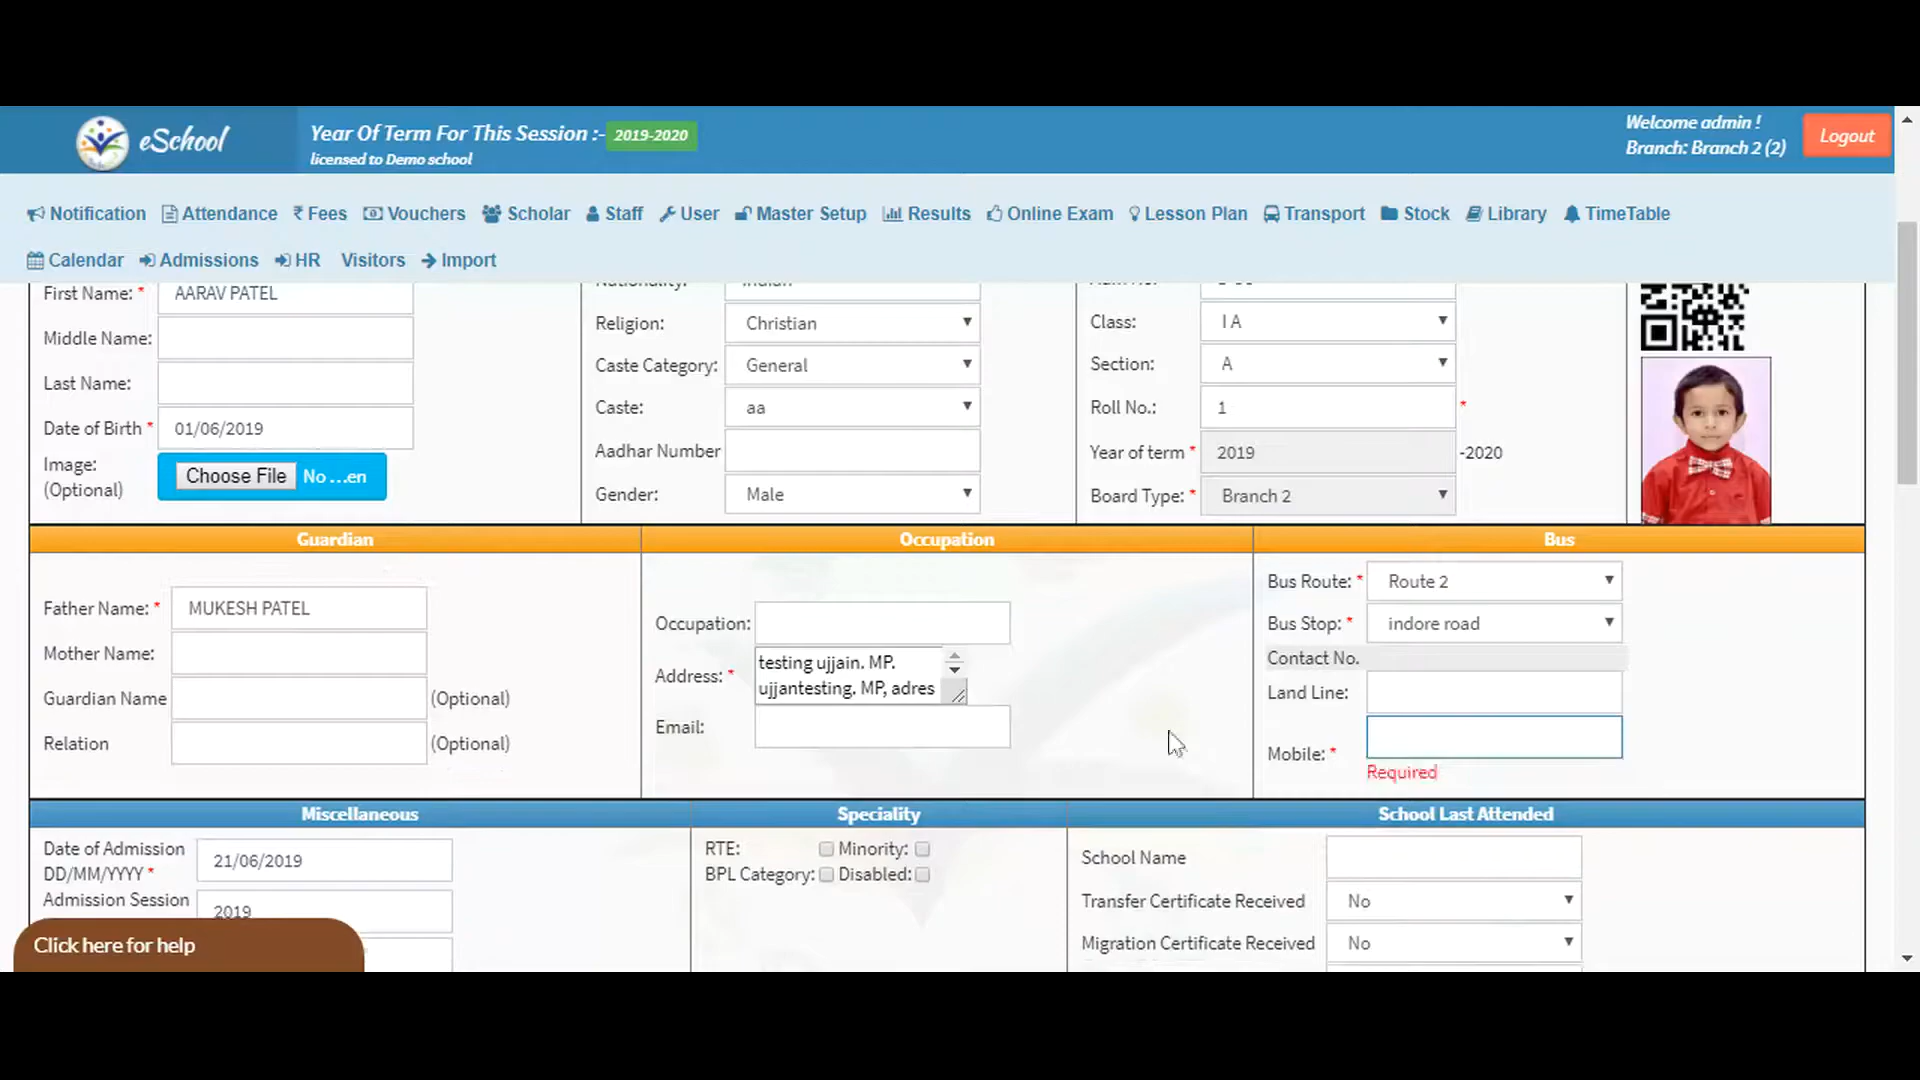 eSchool
Year Of Term For This Session :- 2019-2020
licensed to Demo school
Welcome admin !
Branch: Branch 2 (2)
Logout
Notification Attendance Fees Vouchers Scholar Staff User Master Setup Results Online Exam Lesson Plan Transport Stock Library TimeTable
Calendar Admissions HR Visitors Import
First Name: * AARAV PATEL
Middle Name:
Last Name:
Date of Birth * 01/06/2019
Image:
(Optional)
Choose File No ...en
Nationality: Indian
Religion: Christian
Caste Category: General
Caste: aa
Aadhar Number
Gender: Male
Class: I A
Section: A
Roll No.: 1 *
Year of term * 2019 -2020
Board Type: * Branch 2
Guardian
Father Name: * MUKESH PATEL
Mother Name:
Guardian Name (Optional)
Relation (Optional)
Occupation
Occupation:
Address: * testing ujjain. MP.
ujjantesting. MP, adres
Email:
Bus
Bus Route: * Route 2
Bus Stop: * indore road
Contact No.
Land Line:
Mobile: *
Required
Miscellaneous
Date of Admission
DD/MM/YYYY * 21/06/2019
Admission Session 2019
Speciality
RTE: Minority:
BPL Category: Disabled:
School Last Attended
School Name
Transfer Certificate Received No
Migration Certificate Received No
Click here for help